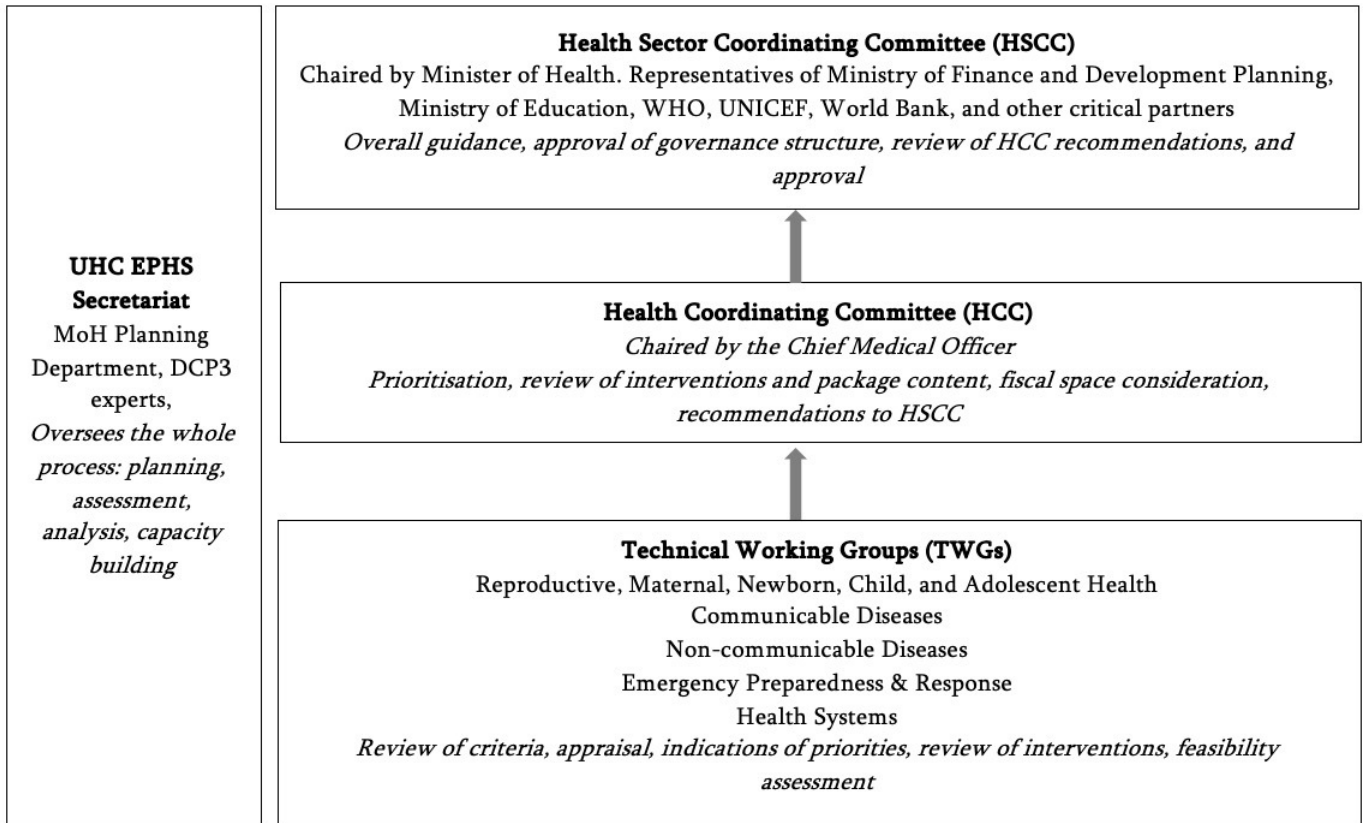 UHC EPHS
Secretariat
MoH Planning
Department, DCP3
experts,
Oversees the whole
process: planning,
assessment,
analysis, capacity
building
Health Sector Coordinating Committee (HSCC)
Chaired by Minister of Health. Representatives of Ministry of Finance and Development Planning,
Ministry of Education, WHO, UNICEF, World Bank, and other critical partners
Overall guidance, approval of governance structure, review of HCC recommendations, and
approval
Health Coordinating Committee (HCC)
Chaired by the Chief Medical Officer
Prioritisation, review of interventions and package content, fiscal space consideration,
recommendations to HSCC
Technical Working Groups (TWGs)
Reproductive, Maternal, Newborn, Child, and Adolescent Health
Communicable Diseases
Non-communicable Diseases
Emergency Preparedness & Response
Health Systems
Review of criteria, appraisal, indications of priorities, review of interventions, feasibility
assessment